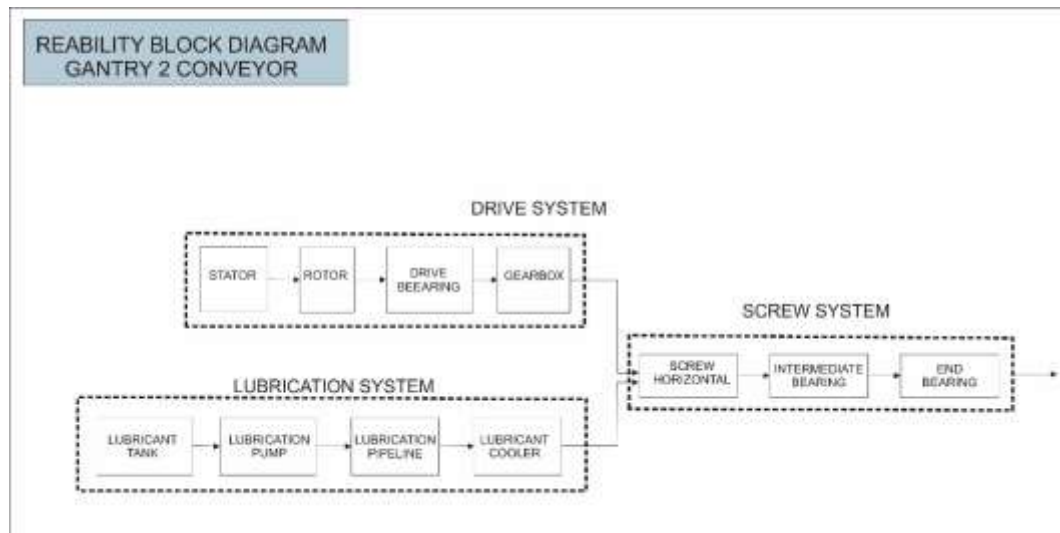 REABILITY BLOCK DIAGRAM
GANTRY 2 CONVEYOR
DRIVE SYSTEM
STATOR
ROTOR
DRIVE
BEEARING
GEARBOX
SCREW SYSTEM
SCREW
HORIZONTAL
INTERMEDIATE
BEARING
END
BEARING
LUBRICATION SYSTEM
LUBRICANT
TANK
LUBRICATION
PUMP
LUBRICATION
PIPELINE
LUBRICANT
COOLER